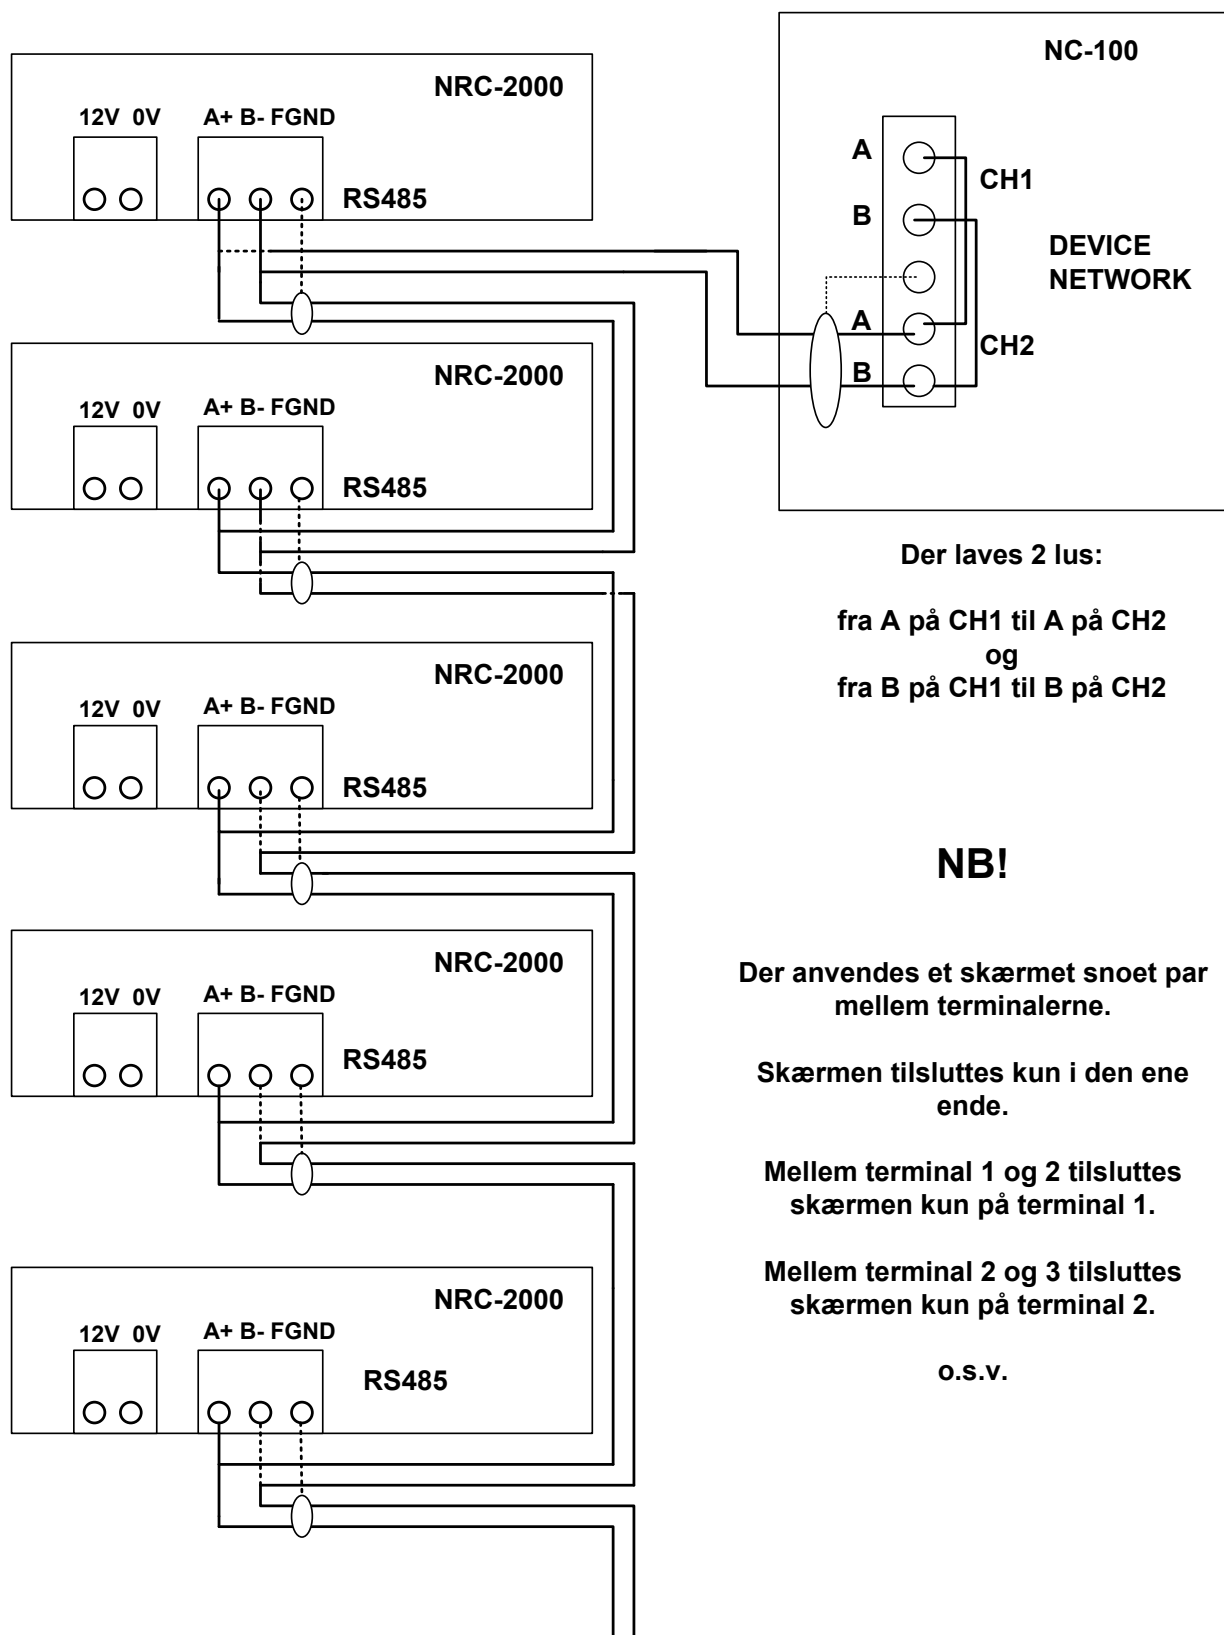 NRC-2000
12V 0V A+ B- FGND
RS485
NC-100
A
CH1
B
DEVICE
NETWORK
A
CH2
B
NRC-2000
12V 0V A+ B- FGND
RS485
Der laves 2 lus:
fra A på CH1 til A på CH2
og
fra B på CH1 til B på CH2
NRC-2000
12V 0V A+ B- FGND
RS485
NB!
Der anvendes et skærmet snoet par
mellem terminalerne.
Skærmen tilsluttes kun i den ene
ende.
Mellem terminal 1 og 2 tilsluttes
skærmen kun på terminal 1.
Mellem terminal 2 og 3 tilsluttes
skærmen kun på terminal 2.
o.s.v.
NRC-2000
12V 0V A+ B- FGND
RS485
NRC-2000
12V 0V A+ B- FGND
RS485